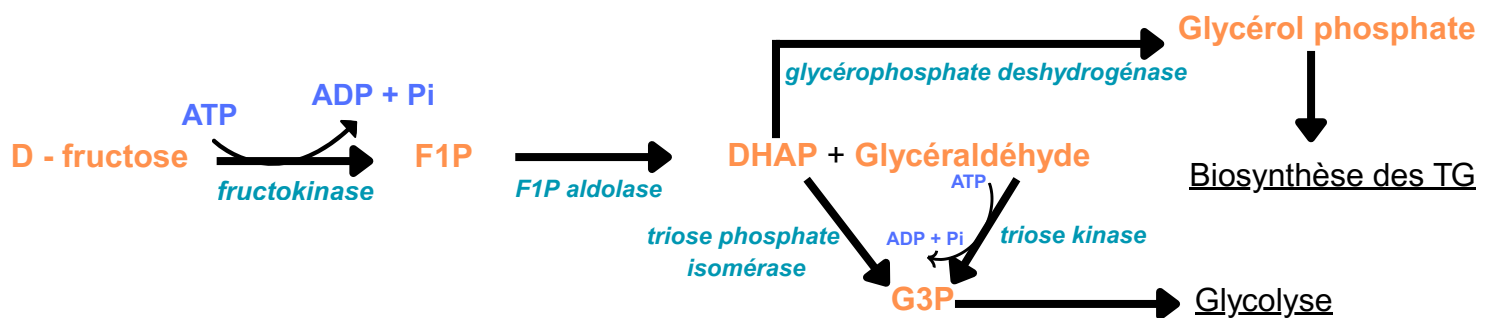 Glycérol phosphate
glycérophosphate deshydrogénase
ADP + Pi
ATP
D - fructose
F1P
DHAP + Glycéraldéhyde
fructokinase
F1P aldolase
ATP
Biosynthèse des TG
triose phosphate
isomérase
ADP + Pi
triose kinase
G3P
Glycolyse